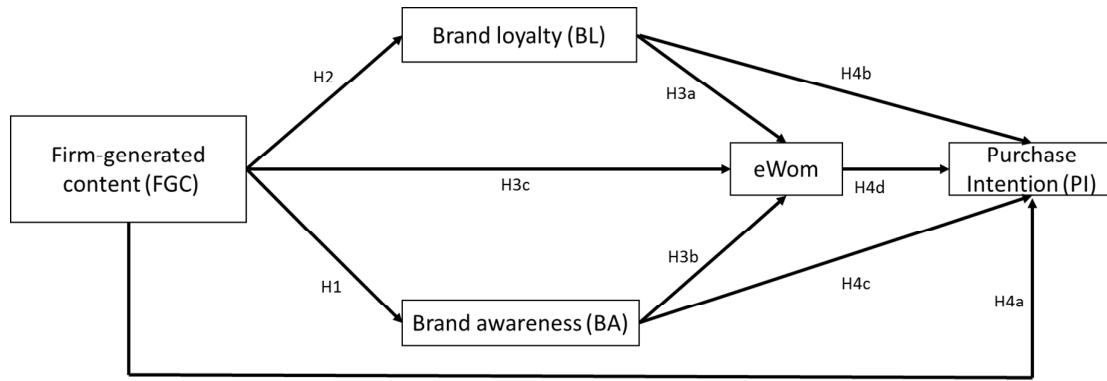 Brand loyalty (BL)
H2
H3a
H4b
Firm-generated
content (FGC)
H3c
eWom
H4d
Purchase
Intention (PI)
H1
H3b
H4c
H4a
Brand awareness (BA)